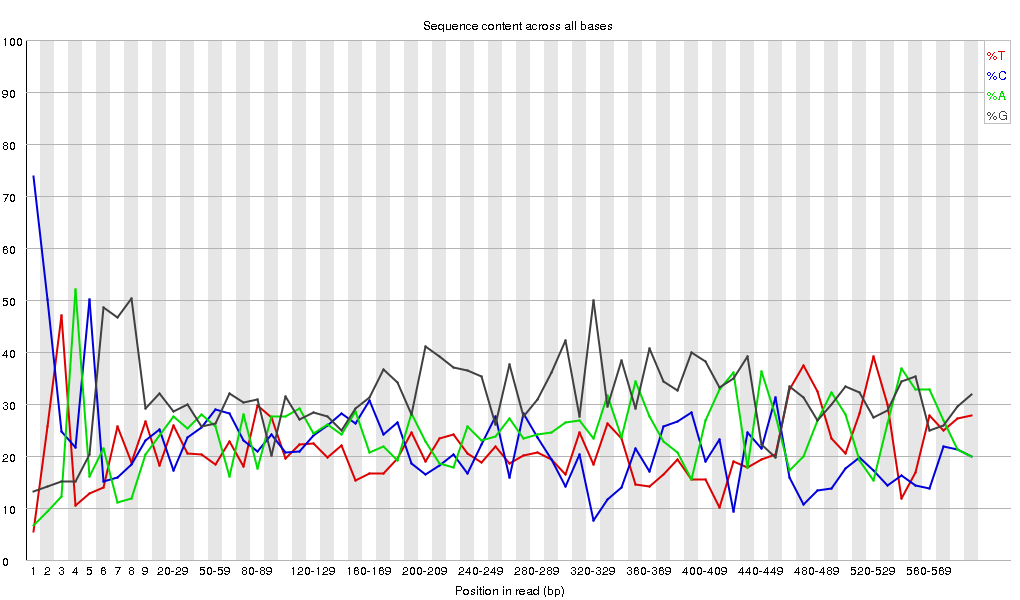 Sequence content across all bases
100
90
80
70
60
50
40
30
20
10
0
%T
%C
%A
%G
1 2 3 4 5 6 7 8 9 20-29 50-59 80-89 120-129 160-169 200-209 240-249 280-289 320-329 360-369 400-409 440-449 480-489 520-529 560-569
Position in read (bp)